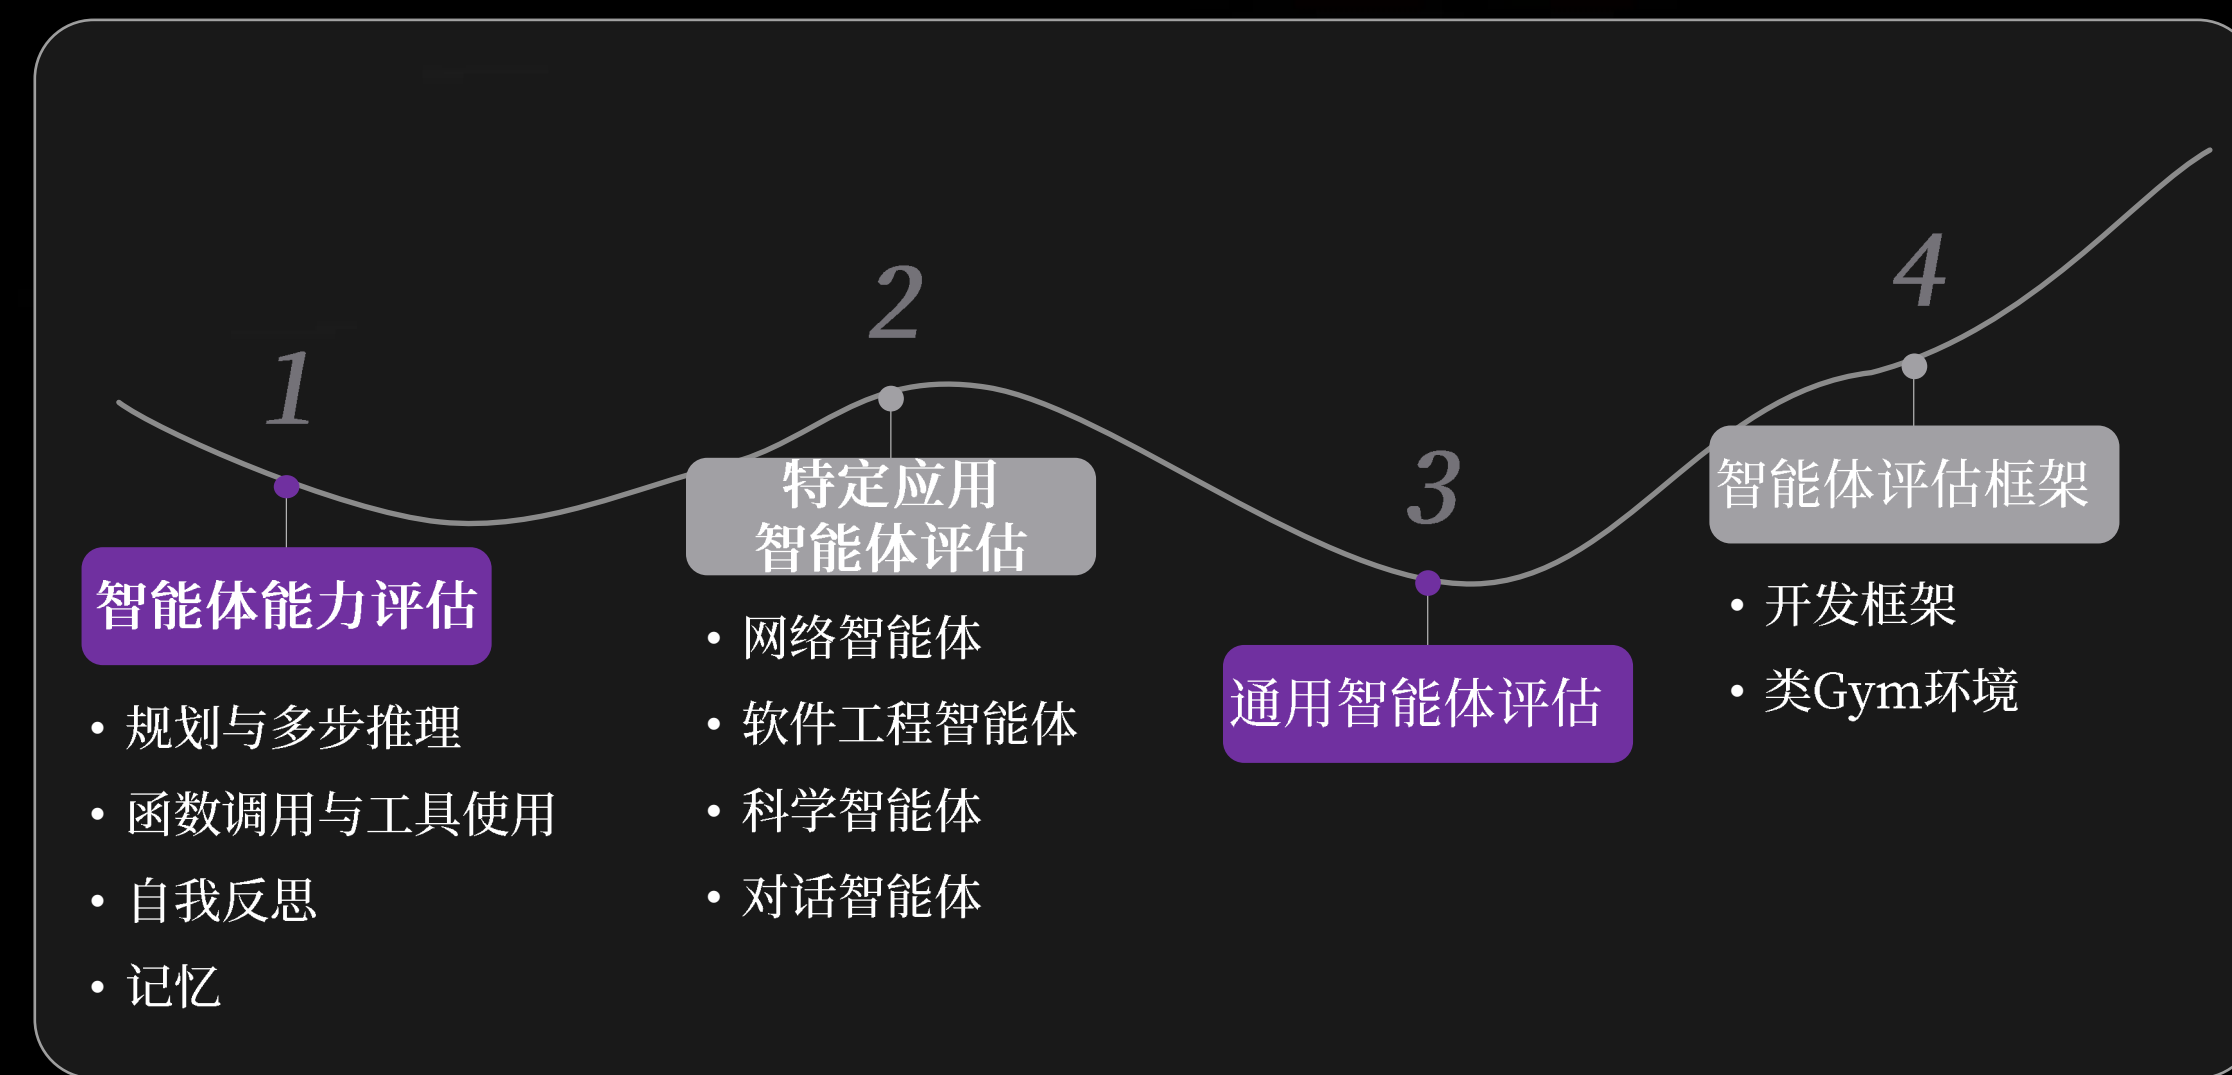 1
智能体能力评估
• 规划与多步推理
• 函数调用与工具使用
• 自我反思
• 记忆
2
特定应用
智能体评估
• 网络智能体
• 软件工程智能体
• 科学智能体
• 对话智能体
3
通用智能体评估
4
智能体评估框架
• 开发框架
• 类Gym环境